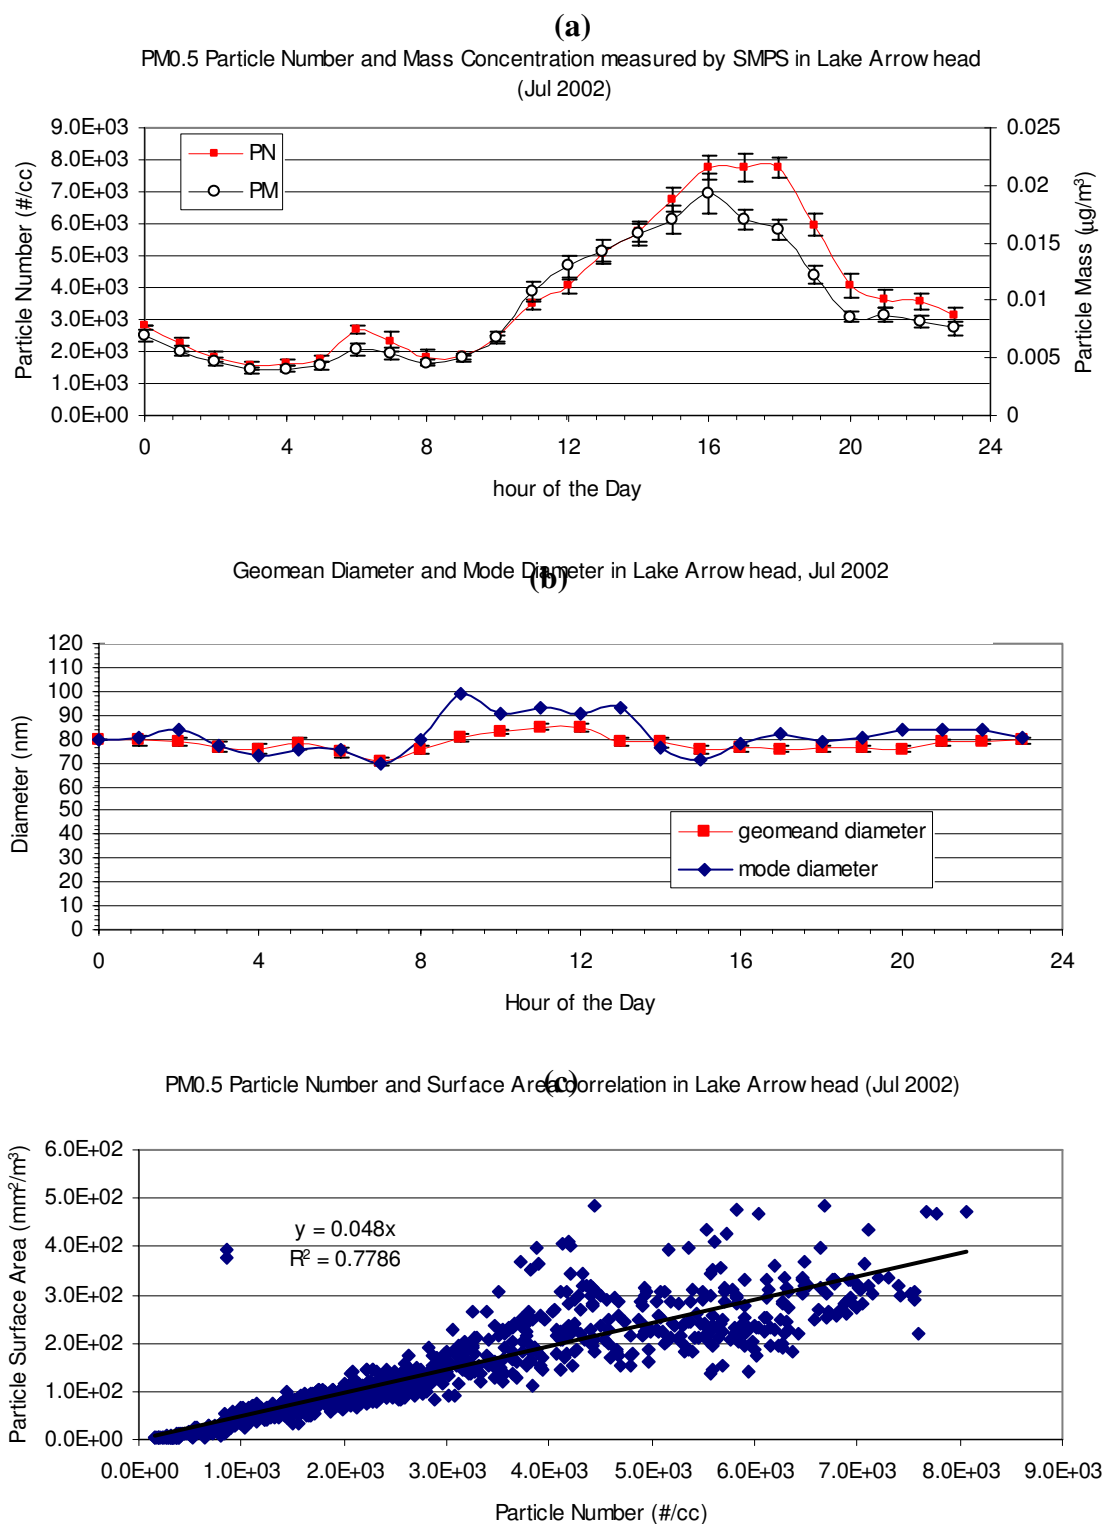 (a)
PM0.5 Particle Number and Mass Concentration measured by SMPS in Lake Arrow head
(Jul 2002)
9.0E+03
8.0E+03
7.0E+03
6.0E+03
5.0E+03
4.0E+03
3.0E+03
2.0E+03
1.0E+03
0.0E+00
Particle Number (#/cc)
PN
PM
0.025
0.02
0.015
0.01
0.005
0
Particle Mass (µg/m³)
0 4 8 12 16 20 24
hour of the Day
Geomean Diameter and Mode Diameter in Lake Arrow head, Jul 2002
(b)
120
110
100
90
80
70
60
50
40
30
20
10
0
Diameter (nm)
geomeand diameter
mode diameter
0 4 8 12 16 20 24
Hour of the Day
PM0.5 Particle Number and Surface Area correlation in Lake Arrow head (Jul 2002)
(c)
6.0E+02
5.0E+02
4.0E+02
3.0E+02
2.0E+02
1.0E+02
0.0E+00
Particle Surface Area (mm²/m³)
y = 0.048x
R² = 0.7786
0.0E+00 1.0E+03 2.0E+03 3.0E+03 4.0E+03 5.0E+03 6.0E+03 7.0E+03 8.0E+03 9.0E+03
Particle Number (#/cc)